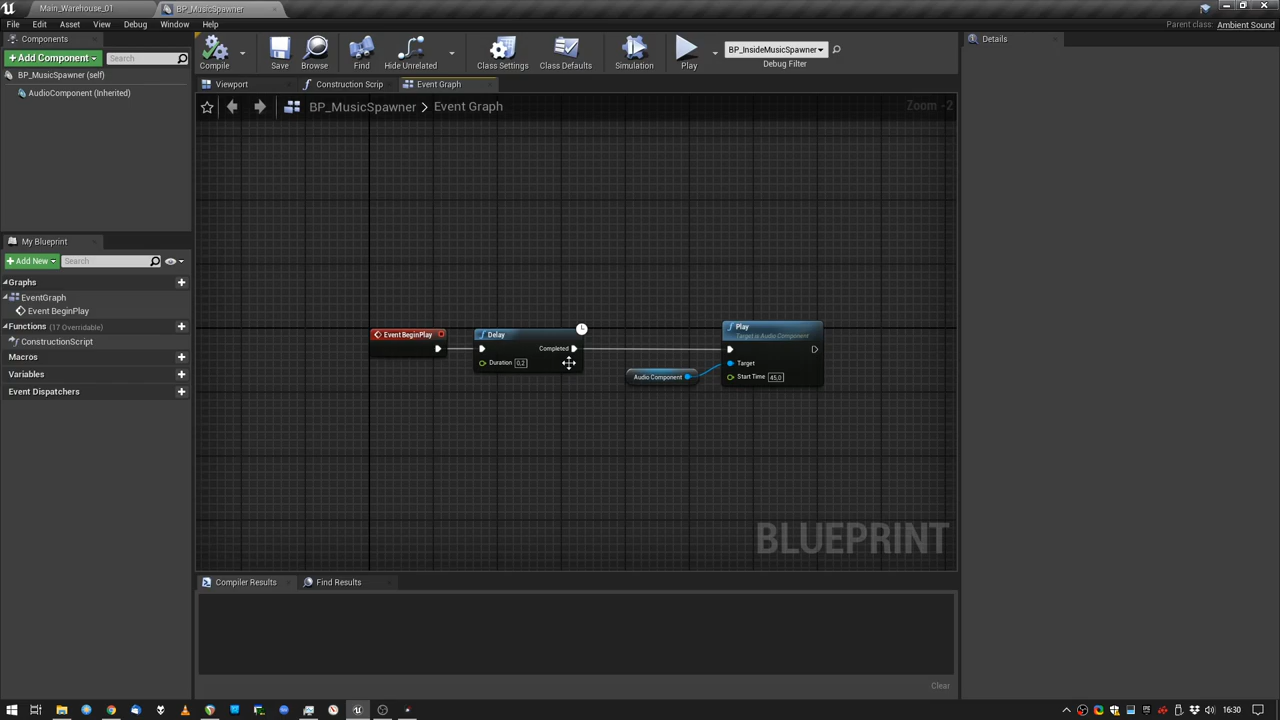 Main_Warehouse_01
BP_MusicSpawner
File Edit Asset View Debug Window Help
Parent class: Ambient Sound
Components
Details
+ Add Component
Search
Compile
Save
Browse
Find
Hide Unrelated
Class Settings
Class Defaults
Simulation
Play
BP_InsideMusicSpawner
Debug Filter
BP_MusicSpawner (self)
AudioComponent (Inherited)
Viewport
Construction Scrip
Event Graph
BP_MusicSpawner > Event Graph
Zoom -2
My Blueprint
+ Add New
Search
Graphs
EventGraph
Event BeginPlay
Functions (17 Overridable)
ConstructionScript
Macros
Variables
Event Dispatchers
Event BeginPlay
Delay
Completed
Duration 0,2
Audio Component
Play
Target is Audio Component
Target
Start Time 45,0
BLUEPRINT
Compiler Results
Find Results
Clear
16:30